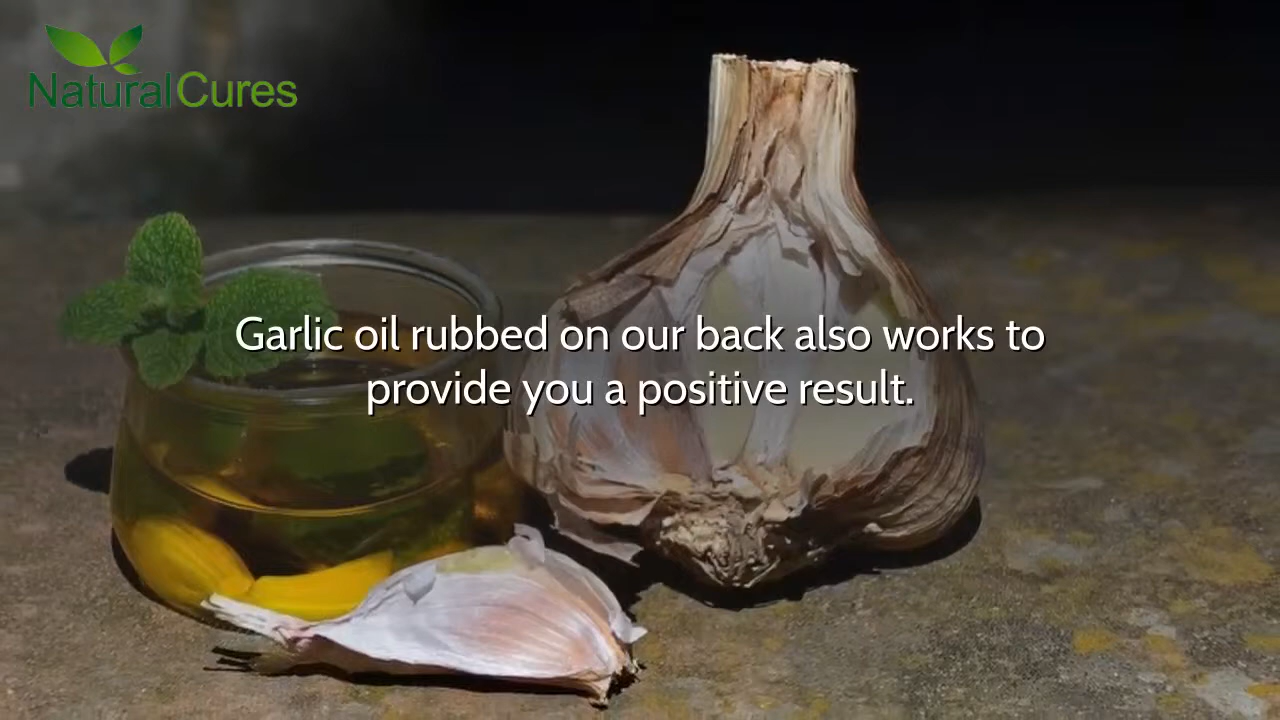 NaturalCures
Garlic oil rubbed on our back also works to
provide you a positive result.